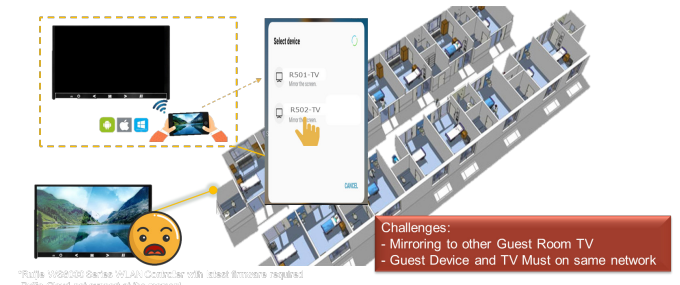 Select device
R501-TV
Mirror the screen.
R502-TV
Mirror the screen.
CANCEL
Challenges:
- Mirroring to other Guest Room TV
- Guest Device and TV Must on same network
*Ruijie WS6000 Series WLAN Controller with latest firmware required